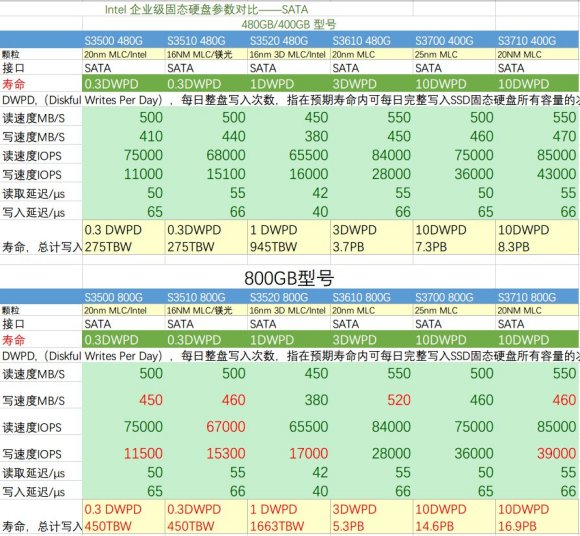 Intel 企业级固态硬盘参数对比——SATA
480GB/400GB 型号
S3500 480G S3510 480G S3520 480G S3610 480G S3700 400G S3710 400G
颗粒 20nm MLC/Intel 16NM MLC/镁光 16nm 3D MLC/Intel 20nm MLC 25nm MLC 20NM MLC
接口 SATA SATA SATA SATA SATA SATA
寿命 0.3DWPD 0.3DWPD 1DWPD 3DWPD 10DWPD 10DWPD
DWPD,（Diskful Writes Per Day），每日整盘写入次数，指在预期寿命内可每日完整写入SSD固态硬盘所有容量的次
读速度MB/S 500 500 450 550 500 550
写速度MB/S 410 440 380 450 460 470
读速度IOPS 75000 68000 65500 84000 75000 85000
写速度IOPS 11000 15100 16000 28000 36000 43000
读取延迟/μs 50 55 42 55 50 55
写入延迟/μs 65 66 40 66 65 66
寿命，总计写入 0.3 DWPD 275TBW 0.3DWPD 275TBW 1 DWPD 945TBW 3DWPD 3.7PB 10DWPD 7.3PB 10DWPD 8.3PB
800GB型号
S3500 800G S3510 800G S3520 800G S3610 800G S3700 800G S3710 800G
颗粒 20nm MLC/Intel 16NM MLC/镁光 16nm 3D MLC/Intel 20nm MLC 25nm MLC 20NM MLC
接口 SATA SATA SATA SATA SATA SATA
寿命 0.3DWPD 0.3DWPD 1DWPD 3DWPD 10DWPD 10DWPD
DWPD,（Diskful Writes Per Day），每日整盘写入次数，指在预期寿命内可每日完整写入SSD固态硬盘所有容量的次
读速度MB/S 500 500 450 550 500 550
写速度MB/S 450 460 380 520 460 460
读速度IOPS 75000 67000 65500 84000 75000 85000
写速度IOPS 11500 15300 17000 28000 36000 39000
读取延迟/μs 50 55 42 55 50 55
写入延迟/μs 65 66 40 66 65 66
寿命，总计写入 0.3 DWPD 450TBW 0.3DWPD 450TBW 1 DWPD 1663TBW 3DWPD 5.3PB 10DWPD 14.6PB 10DWPD 16.9PB